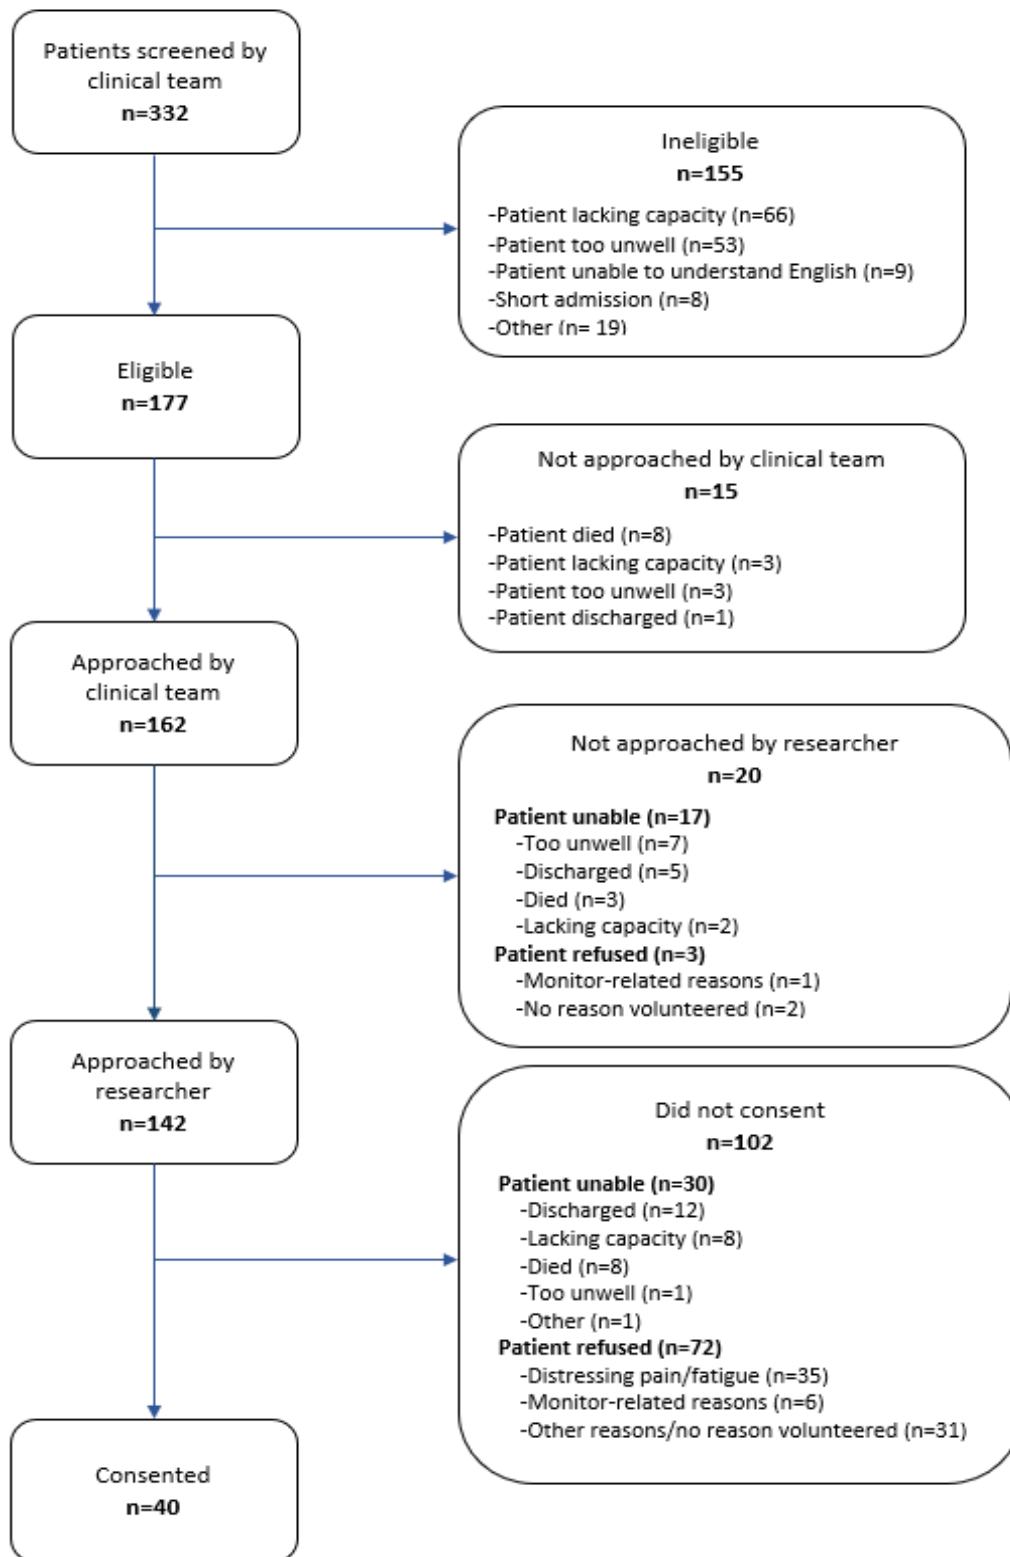 Patients screened by
clinical team
n=332
Ineligible
n=155
-Patient lacking capacity (n=66)
-Patient too unwell (n=53)
-Patient unable to understand English (n=9)
-Short admission (n=8)
-Other (n= 19)
Eligible
n=177
Not approached by clinical team
n=15
-Patient died (n=8)
-Patient lacking capacity (n=3)
-Patient too unwell (n=3)
-Patient discharged (n=1)
Approached by
clinical team
n=162
Not approached by researcher
n=20
Patient unable (n=17)
-Too unwell (n=7)
-Discharged (n=5)
-Died (n=3)
-Lacking capacity (n=2)
Patient refused (n=3)
-Monitor-related reasons (n=1)
-No reason volunteered (n=2)
Approached by
researcher
n=142
Did not consent
n=102
Patient unable (n=30)
-Discharged (n=12)
-Lacking capacity (n=8)
-Died (n=8)
-Too unwell (n=1)
-Other (n=1)
Patient refused (n=72)
-Distressing pain/fatigue (n=35)
-Monitor-related reasons (n=6)
-Other reasons/no reason volunteered (n=31)
Consented
n=40